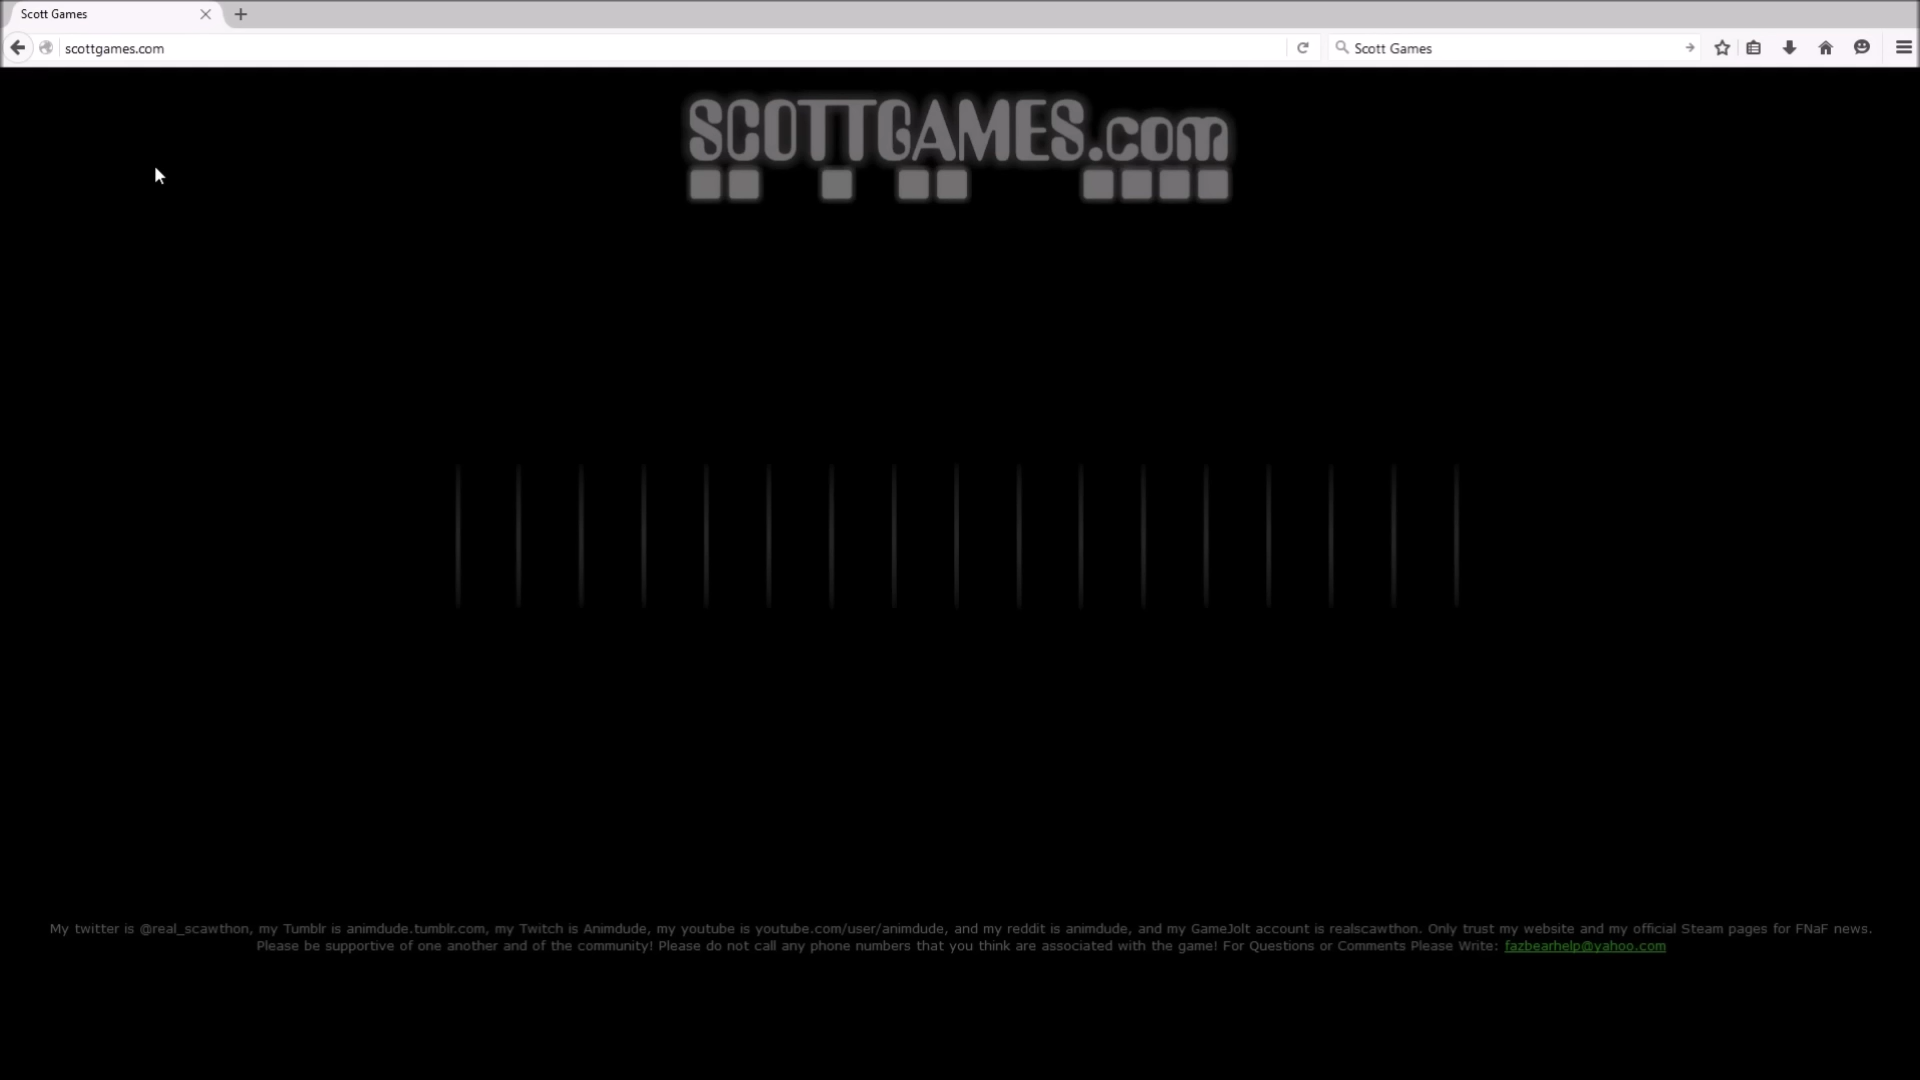 Scott Games
scottgames.com
Scott Games
SCOTTGAMES.com
My twitter is @real_scawthon, my Tumblr is animdude.tumblr.com, my Twitch is Animdude, my youtube is youtube.com/user/animdude, and my reddit is animdude, and my GameJolt account is realscawthon. Only trust my website and my official Steam pages for FNaF news.
Please be supportive of one another and of the community! Please do not call any phone numbers that you think are associated with the game! For Questions or Comments Please Write: fazbearhelp@yahoo.com